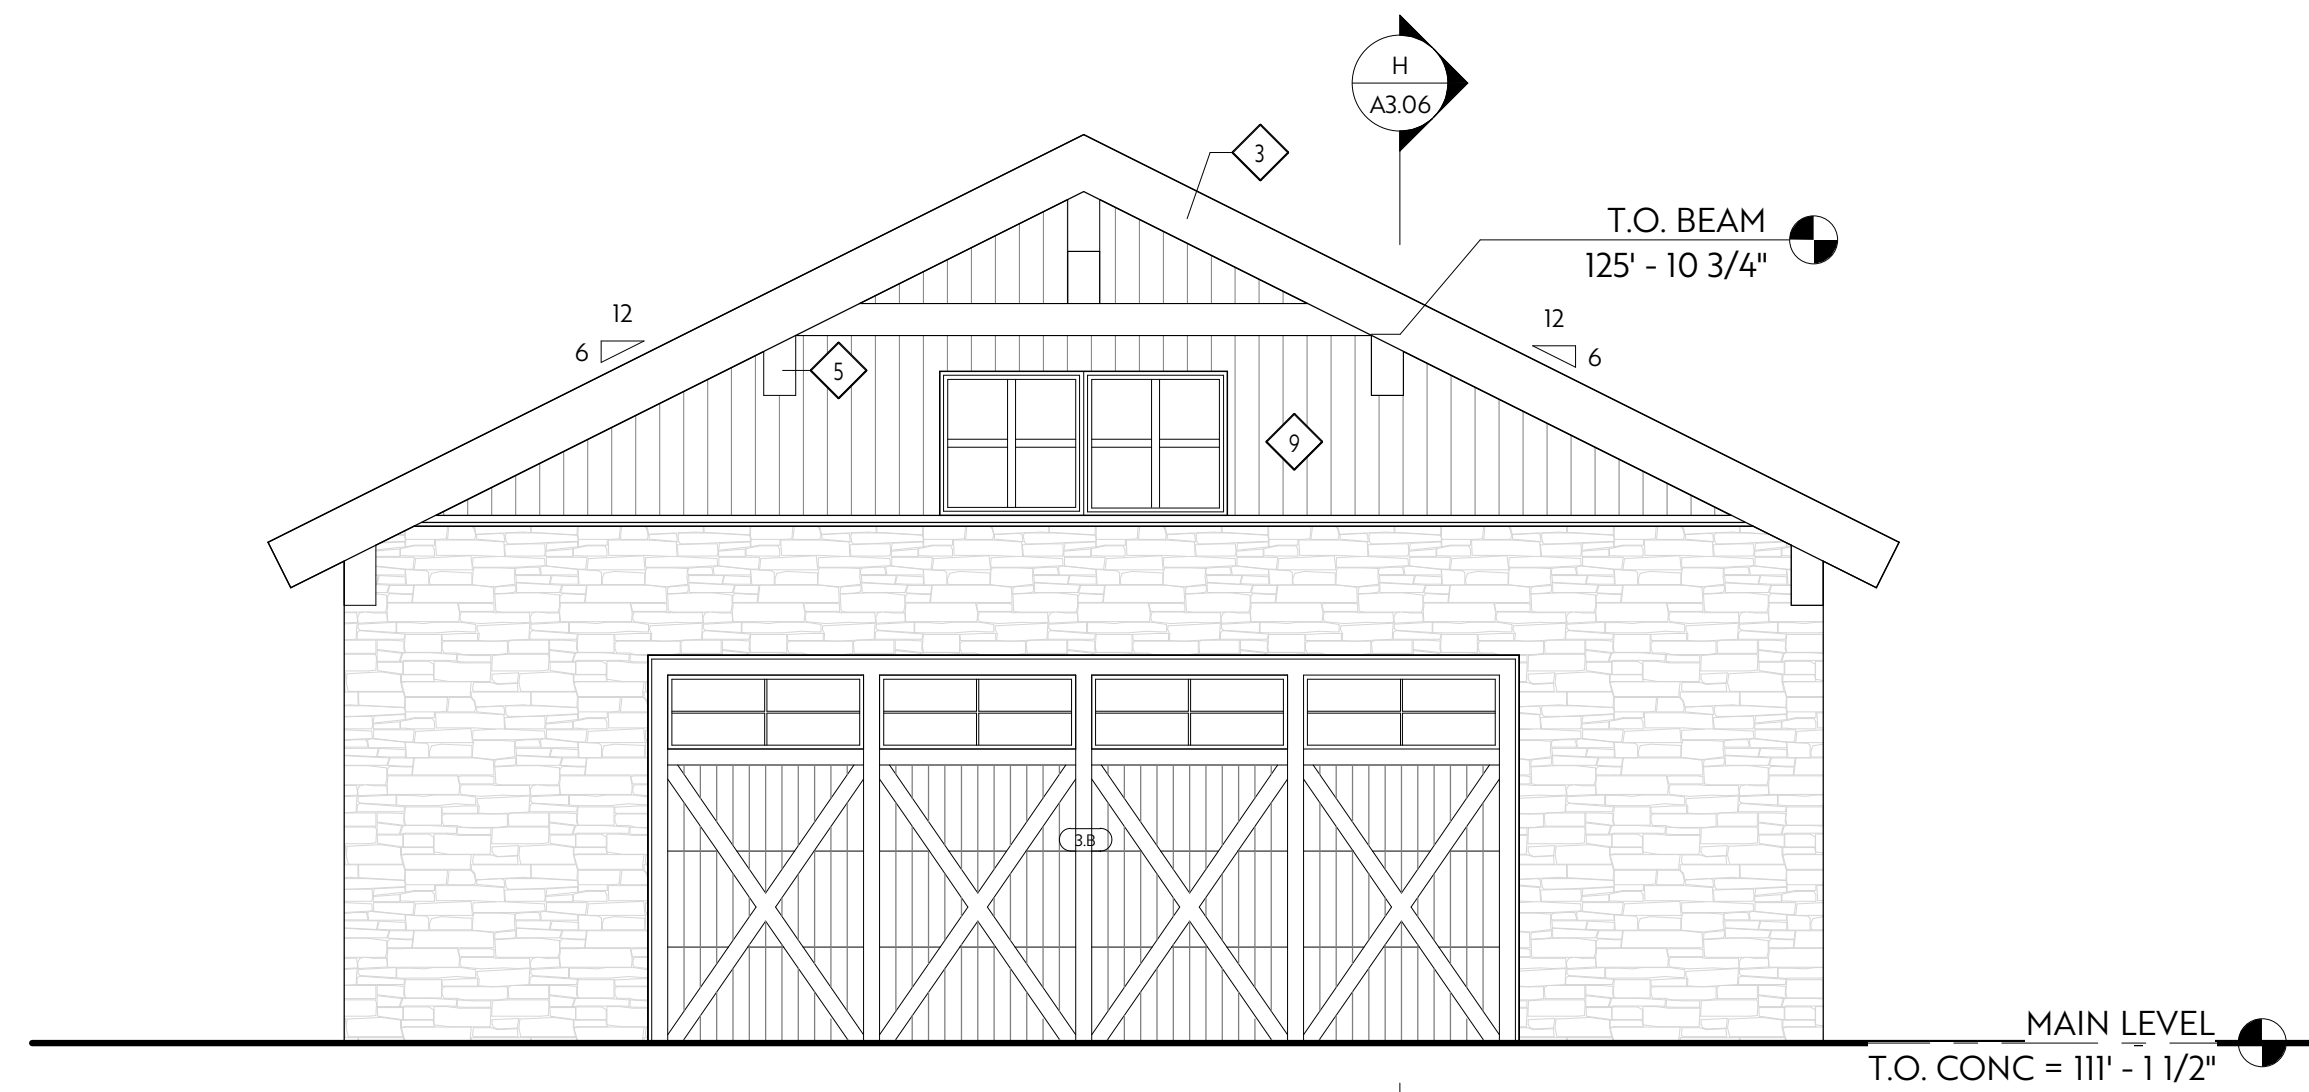 H
A3.06
3
T.O. BEAM
125' - 10 3/4"
12
6
12
6
5
9
3.B
MAIN LEVEL
T.O. CONC = 111' - 1 1/2"